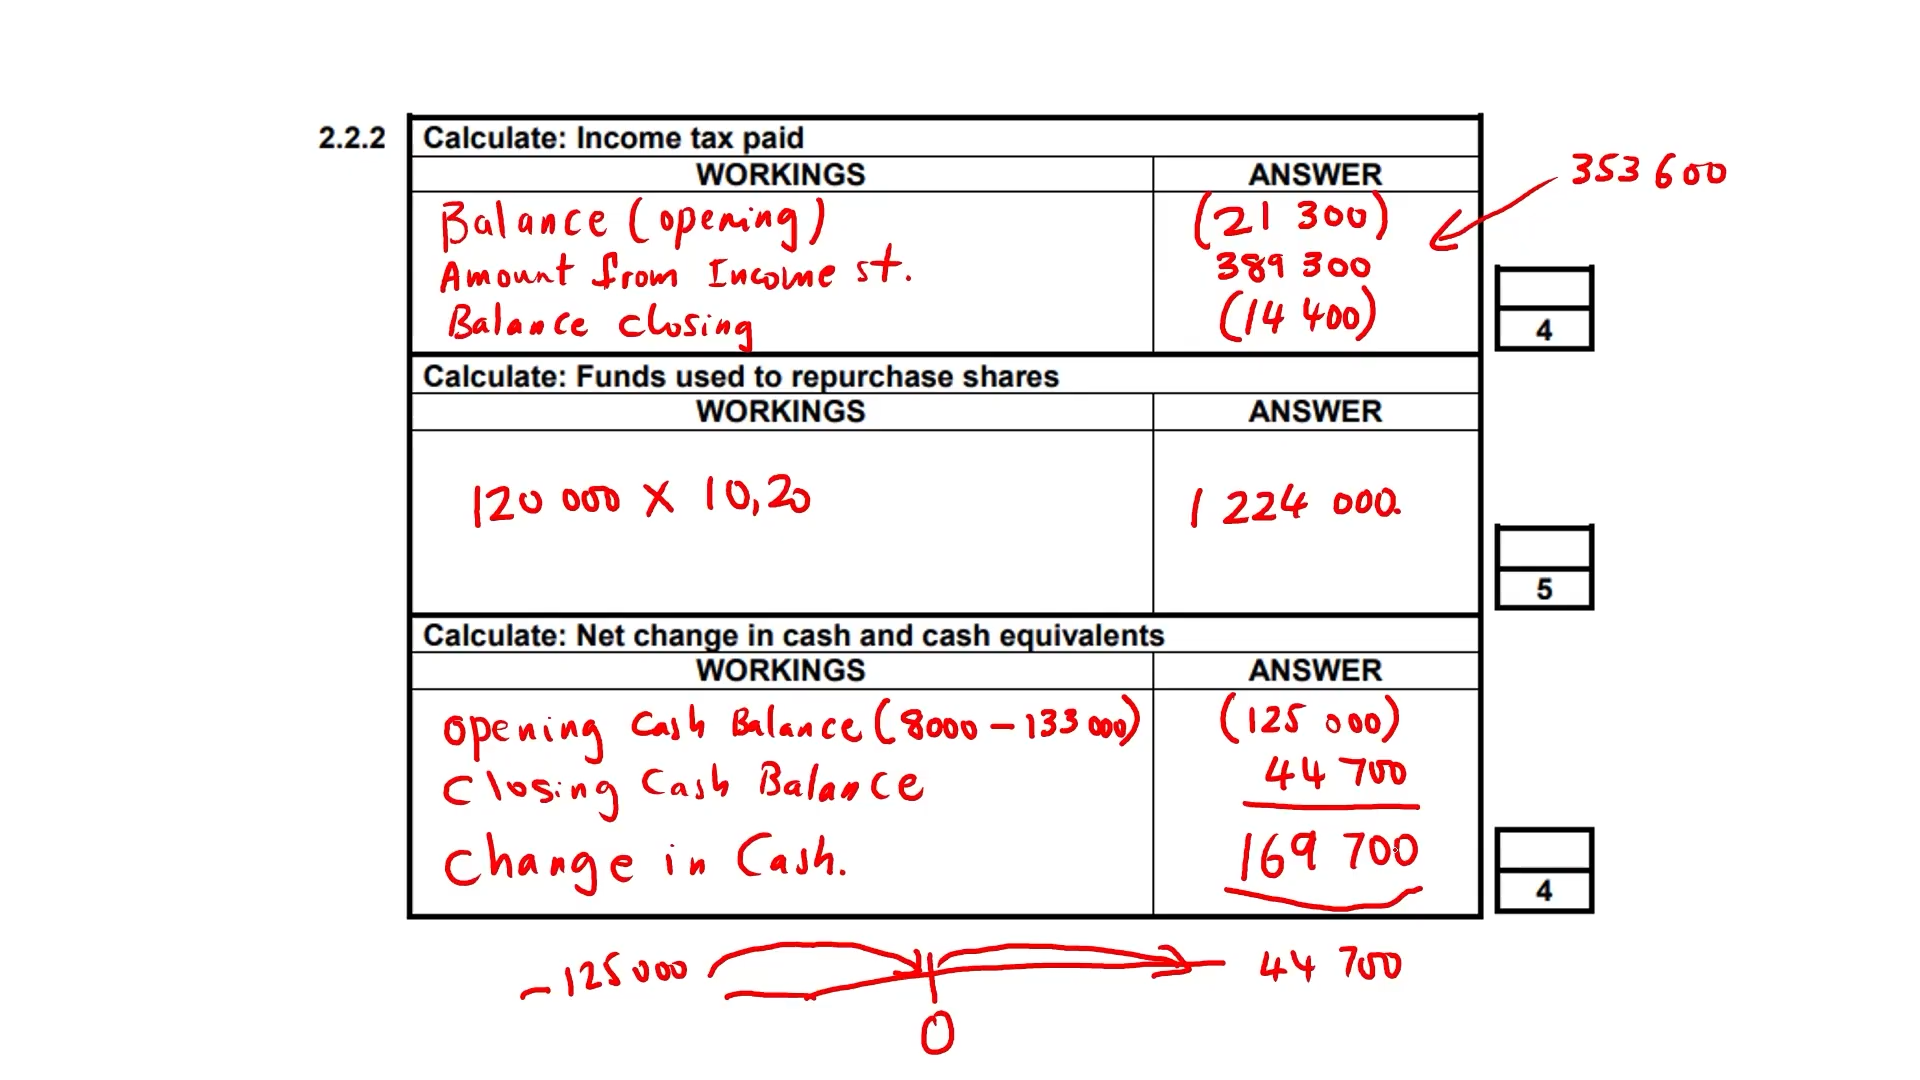 2.2.2 Calculate: Income tax paid
WORKINGS ANSWER
353 600
Balance (opening) (21 300)
Amount from Income st. 389 300
Balance closing (14 400)
4
Calculate: Funds used to repurchase shares
WORKINGS ANSWER
120 000 X 10,20 1 224 000.
5
Calculate: Net change in cash and cash equivalents
WORKINGS ANSWER
Opening Cash Balance (8000 – 133 000) (125 000)
Closing Cash Balance 44 700
Change in Cash. 169 700
4
– 125 000 44 700
0